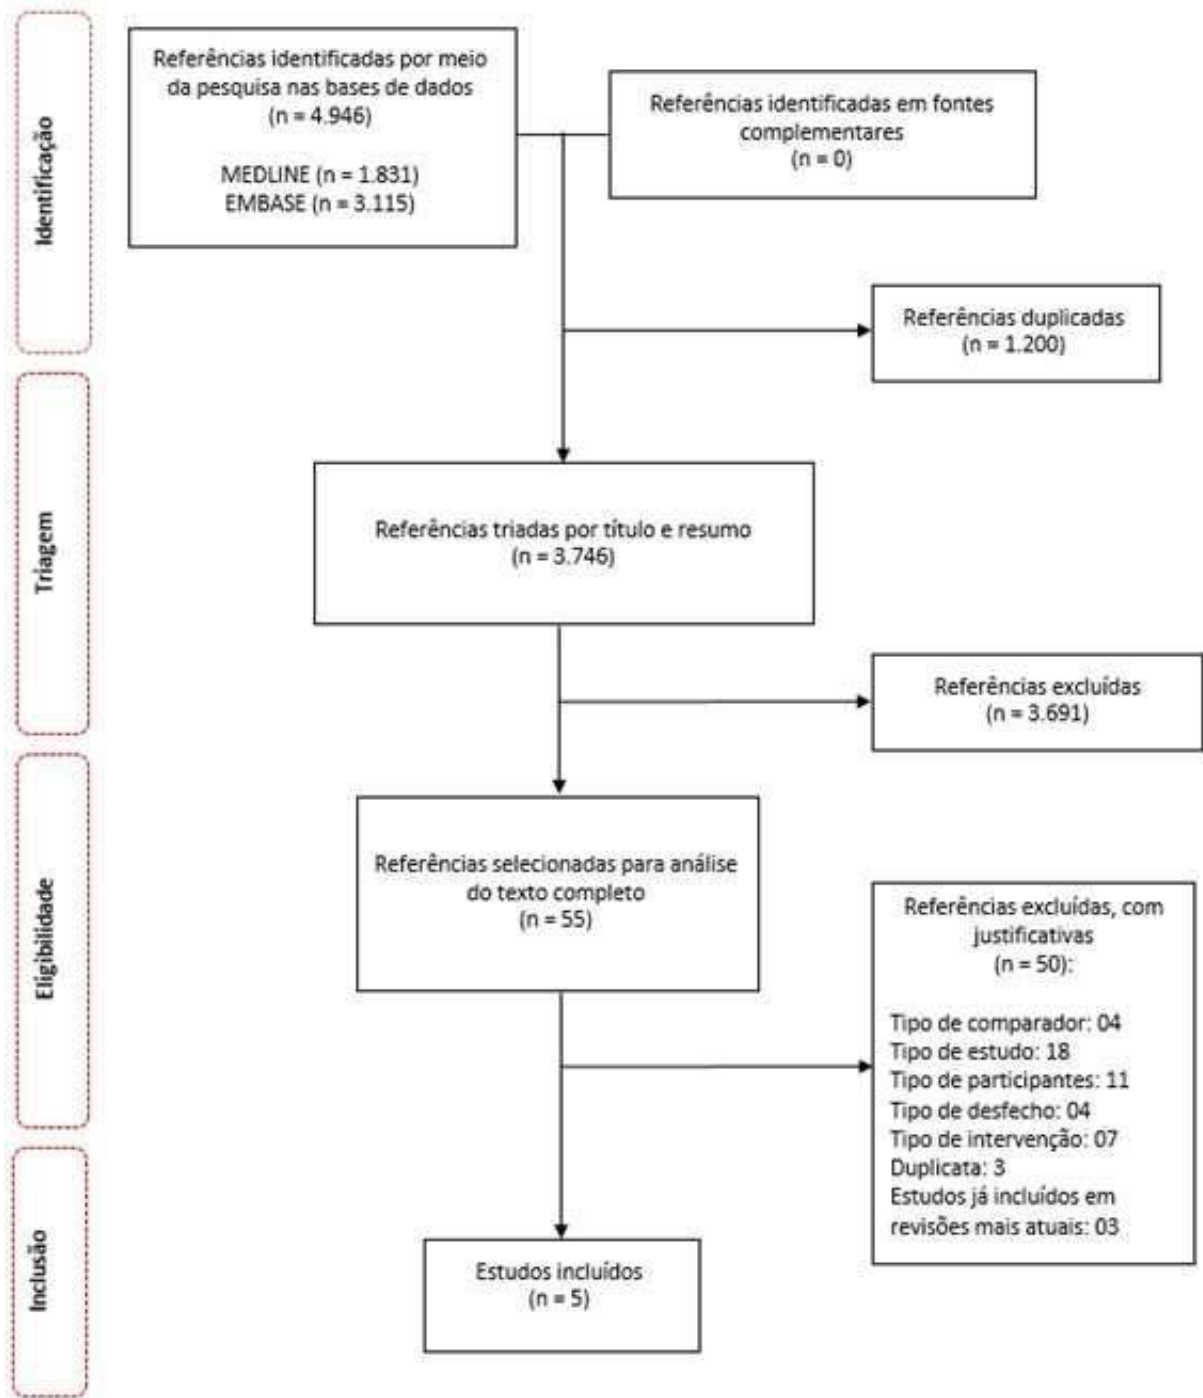 Identificação
Referências identificadas por meio
da pesquisa nas bases de dados
(n = 4.946)
MEDLINE (n = 1.831)
EMBASE (n = 3.115)
Referências identificadas em fontes
complementares
(n = 0)
Referências duplicadas
(n = 1.200)
Triagem
Referências triadas por título e resumo
(n = 3.746)
Referências excluídas
(n = 3.691)
Eligibilidade
Referências selecionadas para análise
do texto completo
(n = 55)
Referências excluídas, com
justificativas
(n = 50):
Tipo de comparador: 04
Tipo de estudo: 18
Tipo de participantes: 11
Tipo de desfecho: 04
Tipo de intervenção: 07
Duplicata: 3
Estudos já incluídos em
revisões mais atuais: 03
Inclusão
Estudos incluídos
(n = 5)